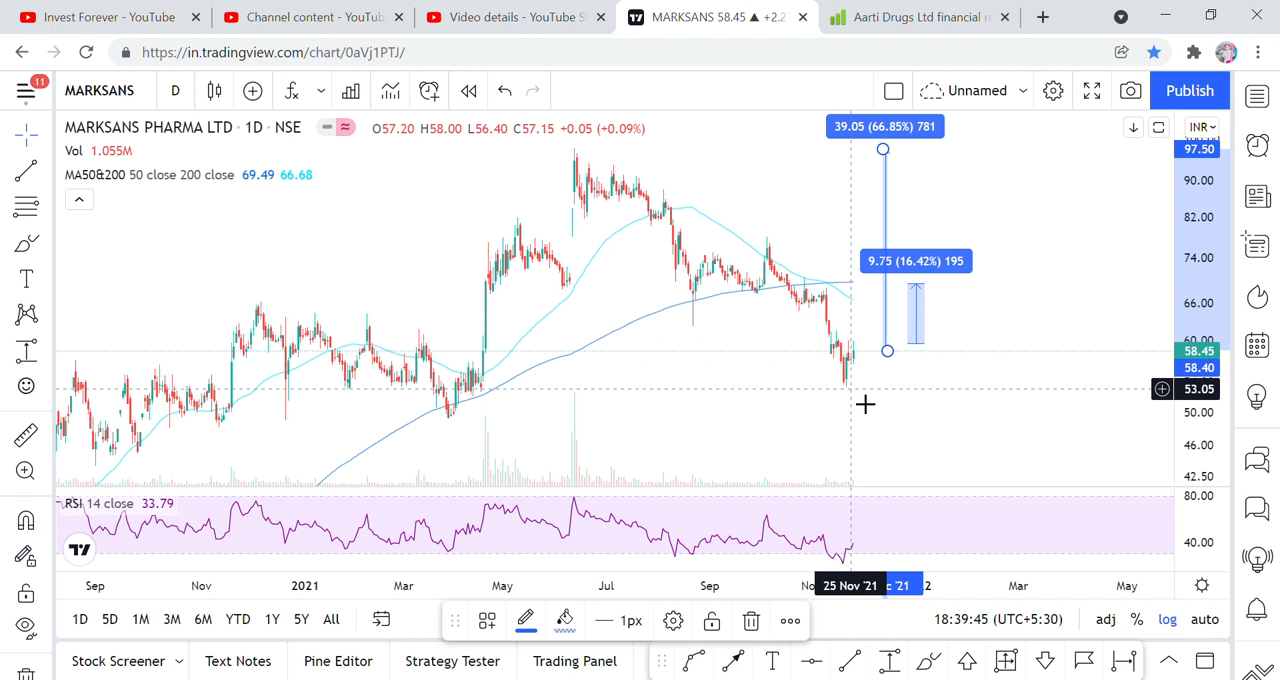 Invest Forever - YouTube
Channel content - YouTub
Video details - YouTube S
MARKSANS 58.45 ▲ +2.2
Aarti Drugs Ltd financial r
https://in.tradingview.com/chart/0aVj1PTJ/
11
MARKSANS
D
Unnamed
Publish
MARKSANS PHARMA LTD · 1D · NSE
O57.20 H58.00 L56.40 C57.15 +0.05 (+0.09%)
Vol 1.055M
MA50&200 50 close 200 close 69.49 66.68
39.05 (66.85%) 781
9.75 (16.42%) 195
INR
97.50
90.00
82.00
74.00
66.00
60.00
58.45
58.40
53.05
50.00
46.00
42.50
RSI 14 close 33.79
80.00
40.00
Sep
Nov
2021
Mar
May
Jul
Sep
No
25 Nov '21
c '21
2
Mar
May
1D 5D 1M 3M 6M YTD 1Y 5Y All
1px
18:39:45 (UTC+5:30)
adj % log auto
Stock Screener
Text Notes
Pine Editor
Strategy Tester
Trading Panel